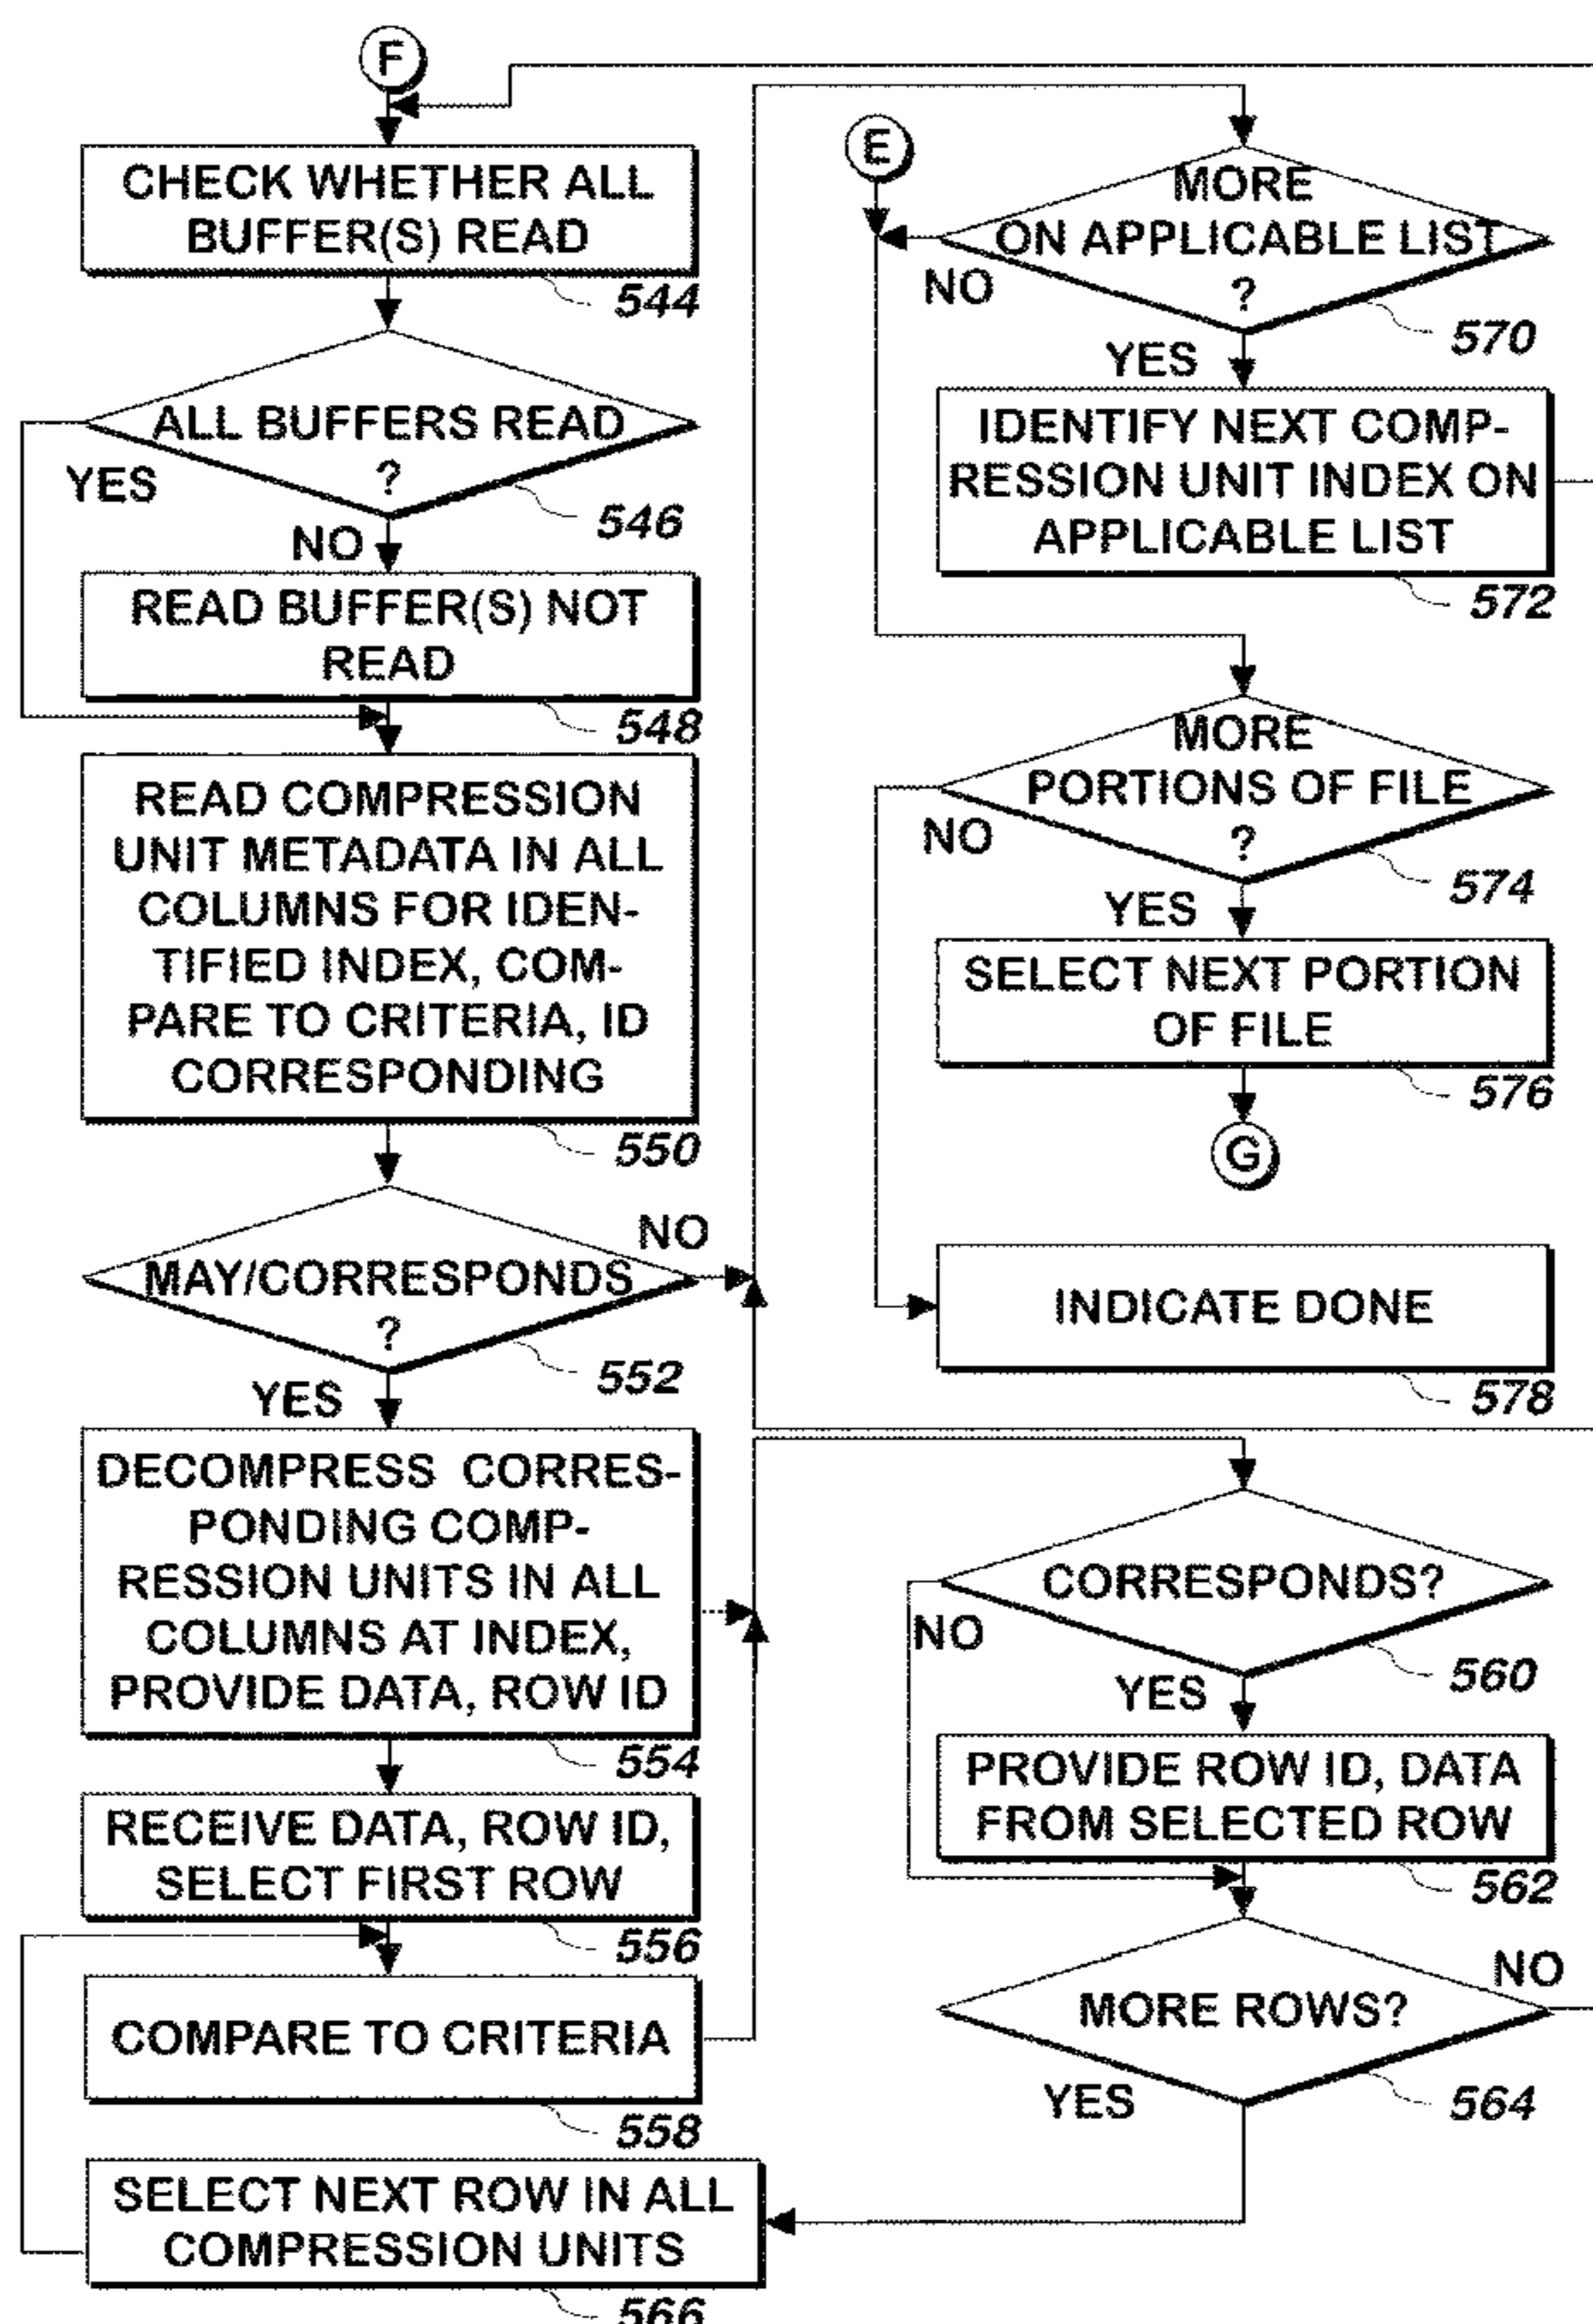 F
CHECK WHETHER ALL
BUFFER(S) READ
544
ALL BUFFERS READ
?
YES
546
NO
READ BUFFER(S) NOT
READ
548
READ COMPRESSION
UNIT METADATA IN ALL
COLUMNS FOR IDEN-
TIFIED INDEX, COM-
PARE TO CRITERIA, ID
CORRESPONDING
550
NO
MAY/CORRESPONDS
?
552
YES
DECOMPRESS CORRES-
PONDING COMP-
RESSION UNITS IN ALL
COLUMNS AT INDEX,
PROVIDE DATA, ROW ID
554
RECEIVE DATA, ROW ID,
SELECT FIRST ROW
556
COMPARE TO CRITERIA
558
SELECT NEXT ROW IN ALL
COMPRESSION UNITS
566
E
MORE
ON APPLICABLE LIST
?
NO
570
YES
IDENTIFY NEXT COMP-
RESSION UNIT INDEX ON
APPLICABLE LIST
572
MORE
PORTIONS OF FILE
?
NO
574
YES
SELECT NEXT PORTION
OF FILE
576
G
INDICATE DONE
578
CORRESPONDS?
NO
560
YES
PROVIDE ROW ID, DATA
FROM SELECTED ROW
562
NO
MORE ROWS?
YES
564